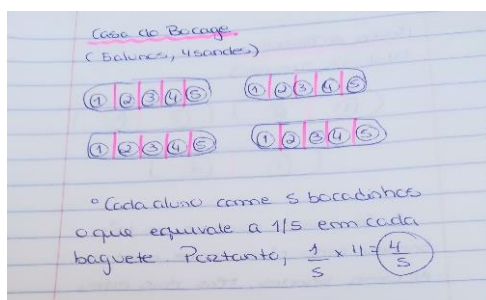 Casa do Bocage.
(5 alunos, 4 sandes)
1 2 3 4 5 1 2 3 4 5
1 2 3 4 5 1 2 3 4 5
° Cada aluno come 5 bocadinhos
o que equivale a 1/5 em cada
baguete Portanto, 1/5 x 4 = 4/5